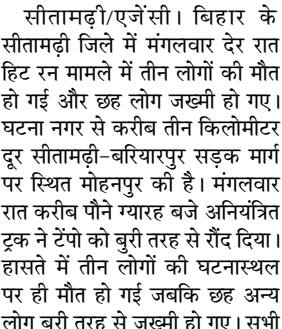 सीतामढ़ी/एजेंसी। बिहार के
सीतामढ़ी जिले में मंगलवार देर रात
हिट रन मामले में तीन लोगों की मौत
हो गई और छह लोग जख्मी हो गए।
घटना नगर से करीब तीन किलोमीटर
दूर सीतामढ़ी-बरियारपुर सड़क मार्ग
पर स्थित मोहनपुर की है। मंगलवार
रात करीब पौने ग्यारह बजे अनियंत्रित
ट्रक ने टेंपो को बुरी तरह से रौंद दिया।
हासते में तीन लोगों की घटनास्थल
पर ही मौत हो गई जबकि छह अन्य
लोग बुरी तरह से जख्मी हो गए। सभी